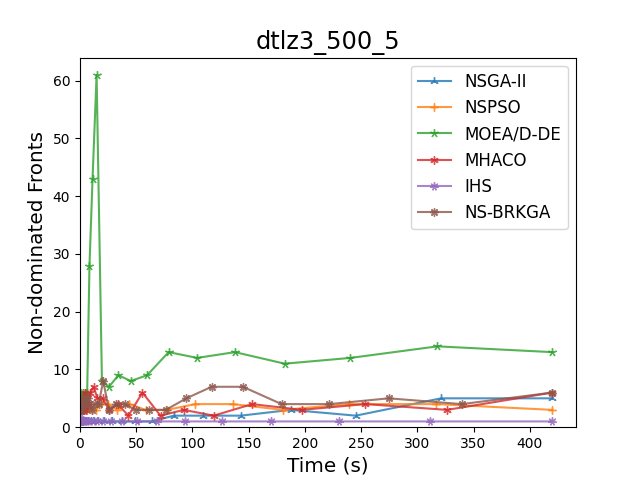 dtlz3_500_5
Non-dominated Fronts
60
50
40
30
20
10
0
0 50 100 150 200 250 300 350 400
Time (s)
NSGA-II
NSPSO
MOEA/D-DE
MHACO
IHS
NS-BRKGA